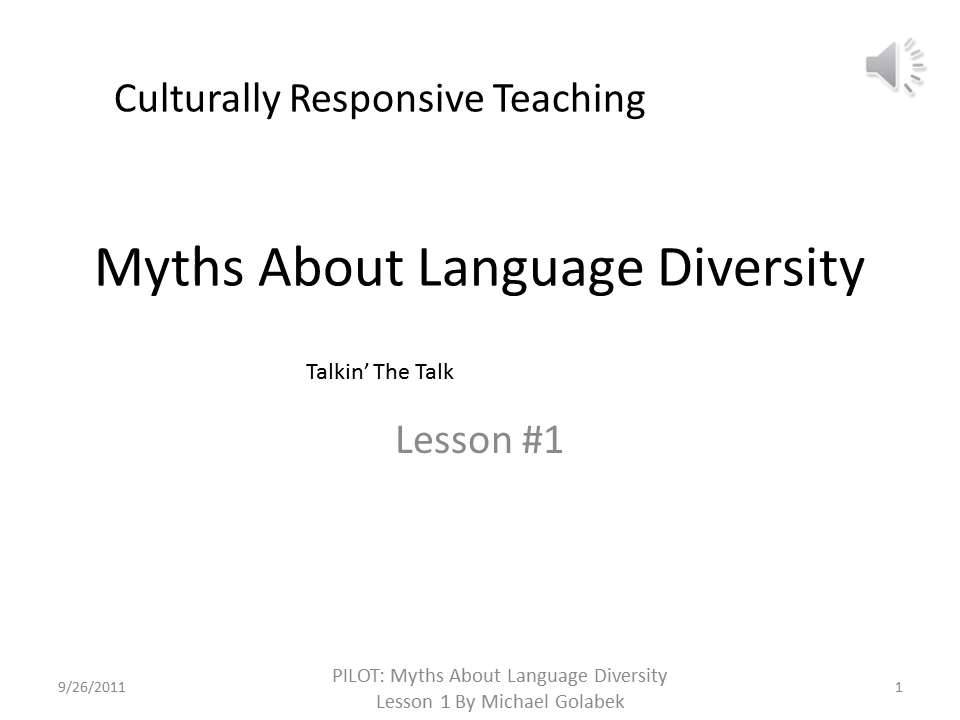 Culturally Responsive Teaching
Myths About Language Diversity
Talkin’ The Talk
Lesson #1
9/26/2011
PILOT: Myths About Language Diversity
Lesson 1 By Michael Golabek
1